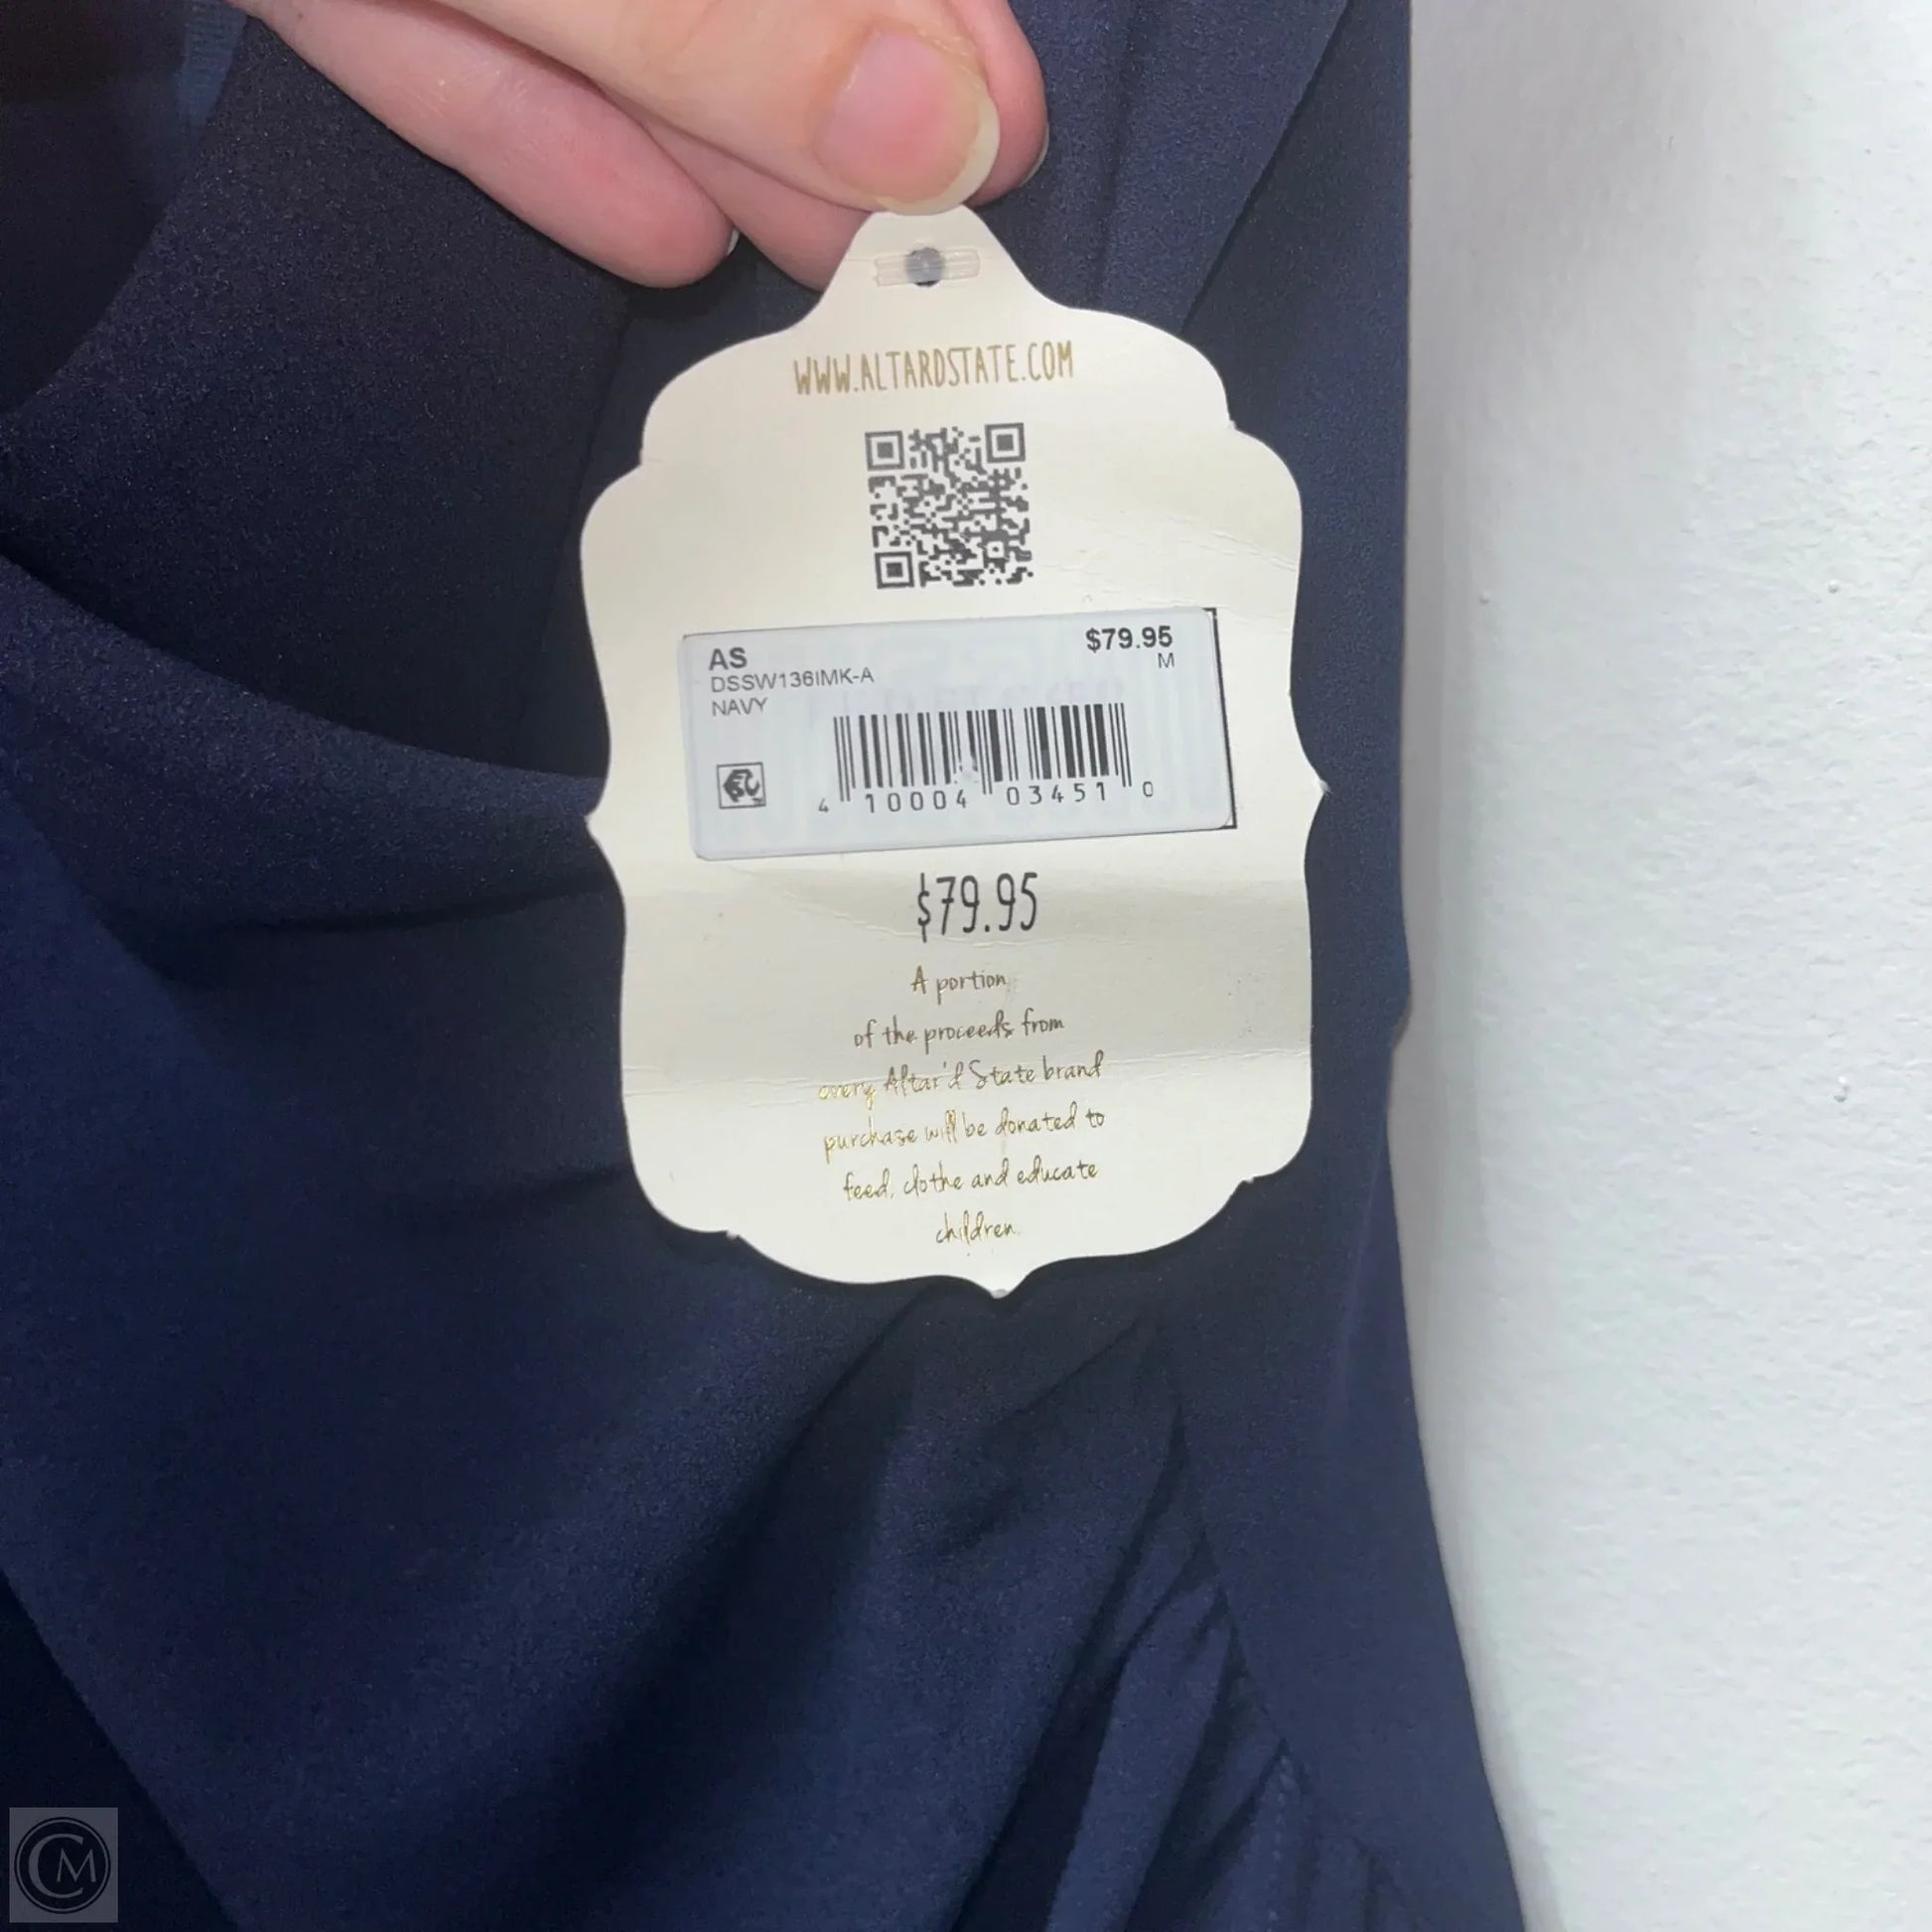 WWW.ALTARDSTATE.COM
AS
$79.95
DSSW136IMK-A
M
NAVY
4 10004 03451 0
$79.95
A portion
of the proceeds from
every Altar'd State brand
purchase will be donated to
feed, clothe and educate
children.
CM